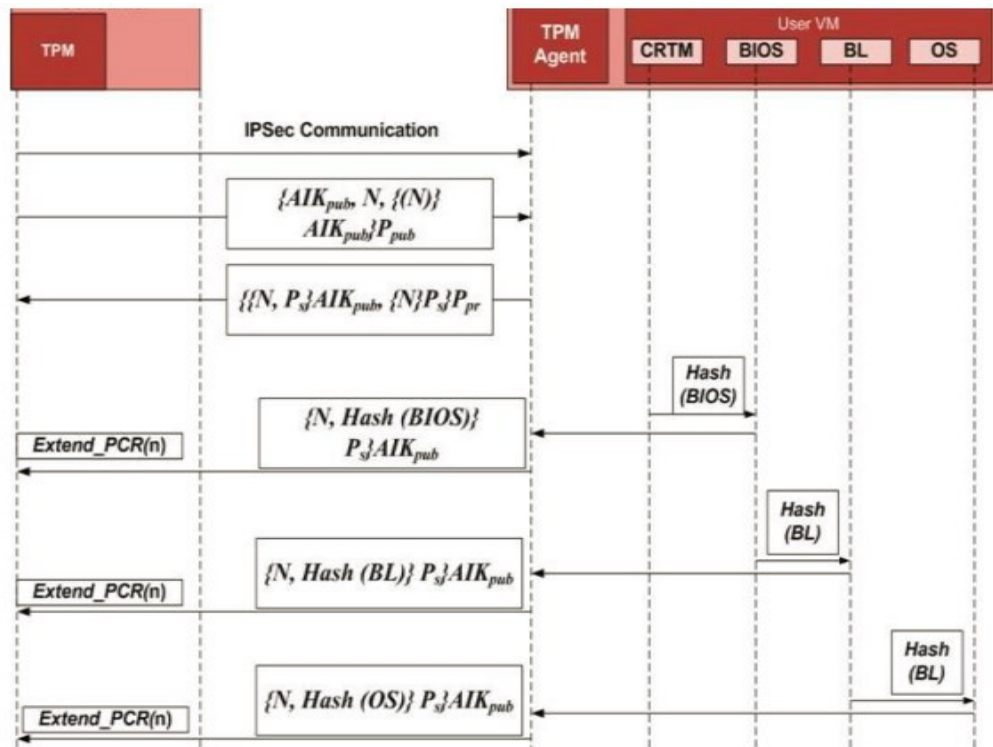 TPM
TPM
Agent
User VM
CRTM
BIOS
BL
OS
IPSec Communication
{AIKpub, N, {(N)}
AIKpub}Ppub
{{N, Ps}AIKpub, {N}Ps}Ppr
Hash
(BIOS)
{N, Hash (BIOS)}
Ps}AIKpub
Extend_PCR(n)
Hash
(BL)
{N, Hash (BL)} Ps}AIKpub
Extend_PCR(n)
Hash
(BL)
{N, Hash (OS)} Ps}AIKpub
Extend_PCR(n)